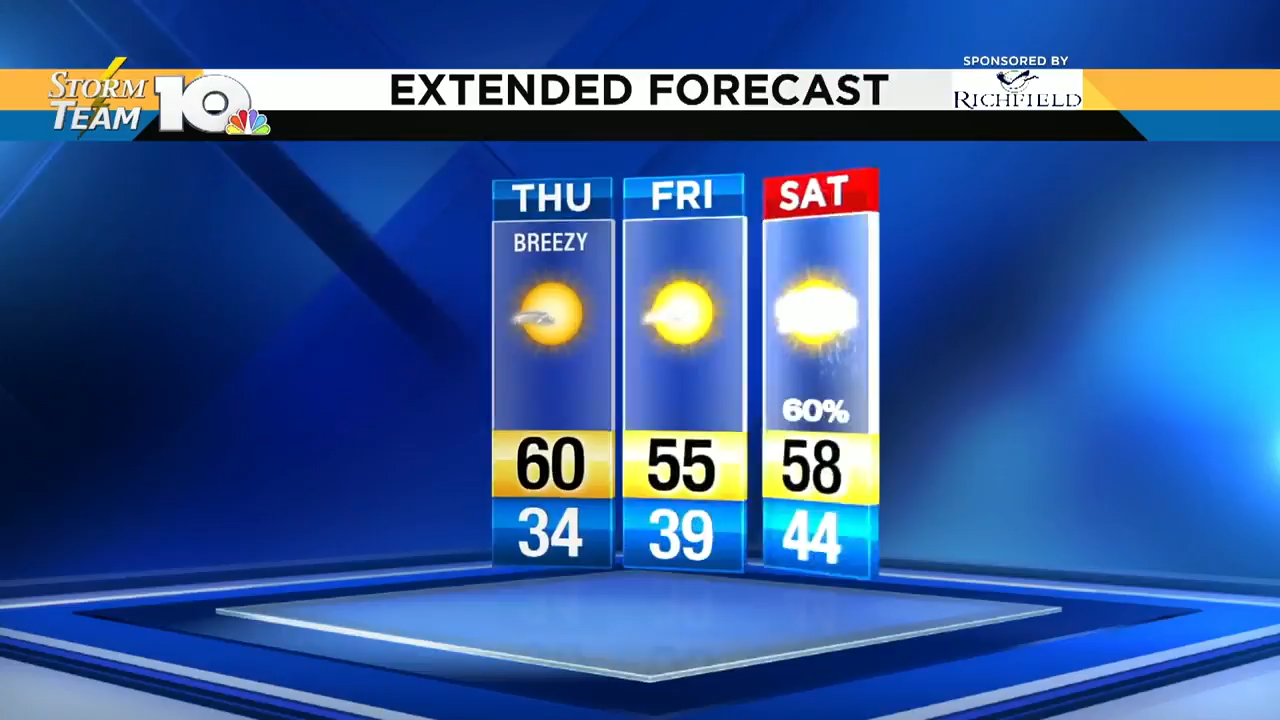 SPONSORED BY
STORM
TEAM
10
EXTENDED FORECAST
RICHFIELD
THU
FRI
SAT
BREEZY
60%
60
55
58
34
39
44